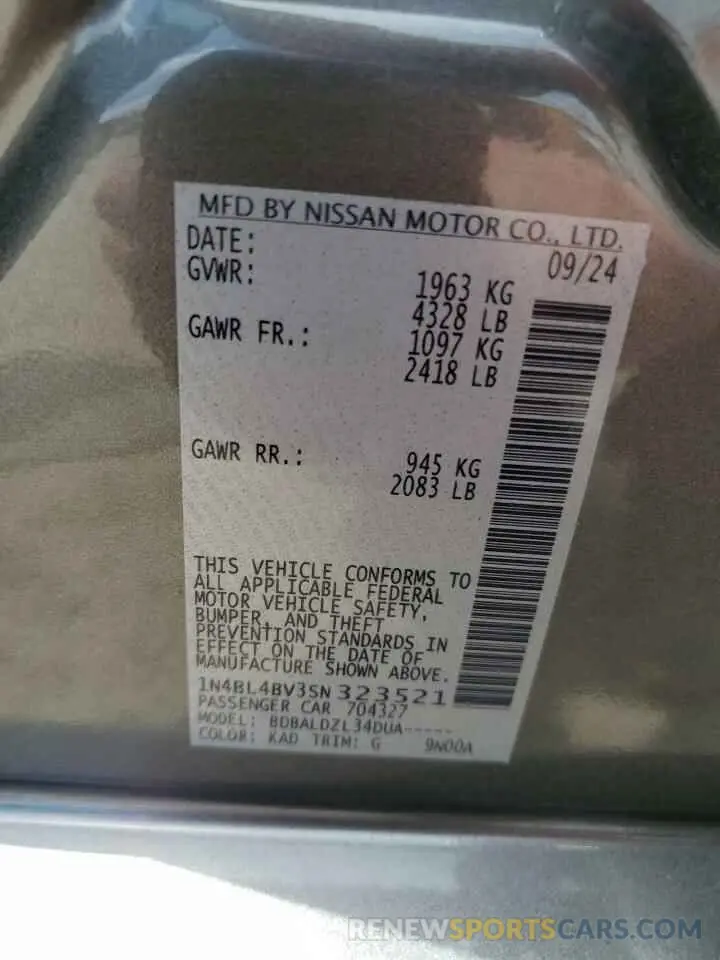 MFD BY NISSAN MOTOR CO., LTD.
DATE: 09/24
GVWR: 1963 KG
4328 LB
GAWR FR.: 1097 KG
2418 LB
GAWR RR.: 945 KG
2083 LB
THIS VEHICLE CONFORMS TO
ALL APPLICABLE FEDERAL
MOTOR VEHICLE SAFETY,
BUMPER, AND THEFT
PREVENTION STANDARDS IN
EFFECT ON THE DATE OF
MANUFACTURE SHOWN ABOVE.
1N4BL4BV3SN323521
PASSENGER CAR 704327
MODEL: BDBALDZL34DUA-----
COLOR: KAD TRIM: G 9N00A
RENEWSPORTSCARS.COM